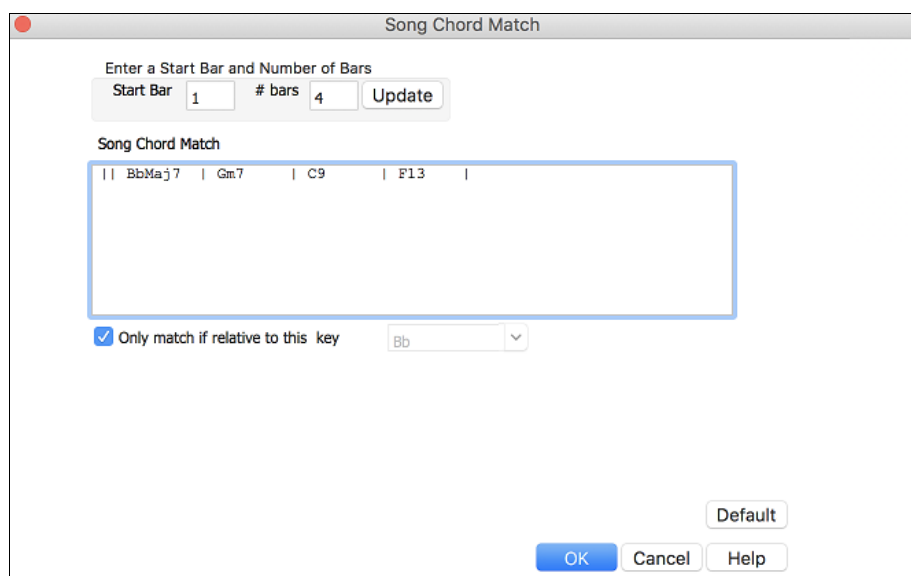 Song Chord Match
Enter a Start Bar and Number of Bars
Start Bar 1 # bars 4 Update
Song Chord Match
|| BbMaj7 | Gm7 | C9 | F13 |
Only match if relative to this key Bb
Default
OK Cancel Help